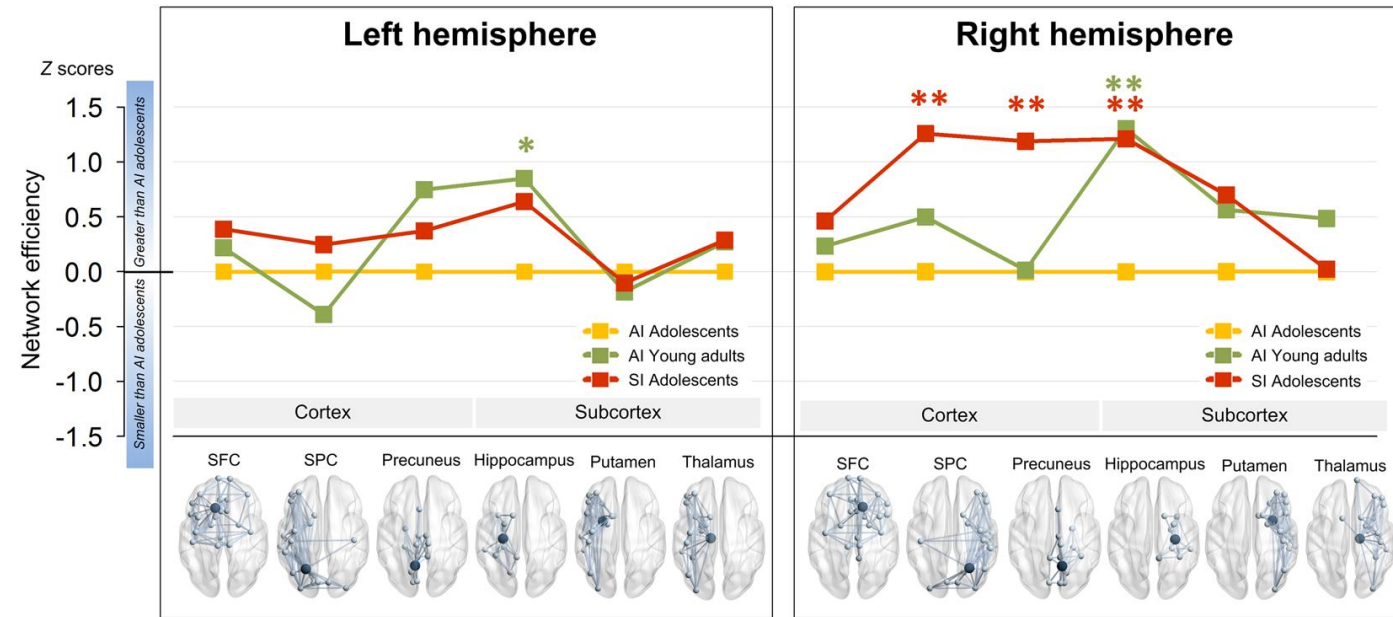 Left hemisphere
Right hemisphere
Z scores
Network efficiency
Greater than AI adolescents
Smaller than AI adolescents
1.5
1.0
0.5
0.0
-0.5
-1.0
-1.5
*
** ** **
**
AI Adolescents
AI Young adults
SI Adolescents
AI Adolescents
AI Young adults
SI Adolescents
Cortex Subcortex
Cortex Subcortex
SFC SPC Precuneus Hippocampus Putamen Thalamus
SFC SPC Precuneus Hippocampus Putamen Thalamus